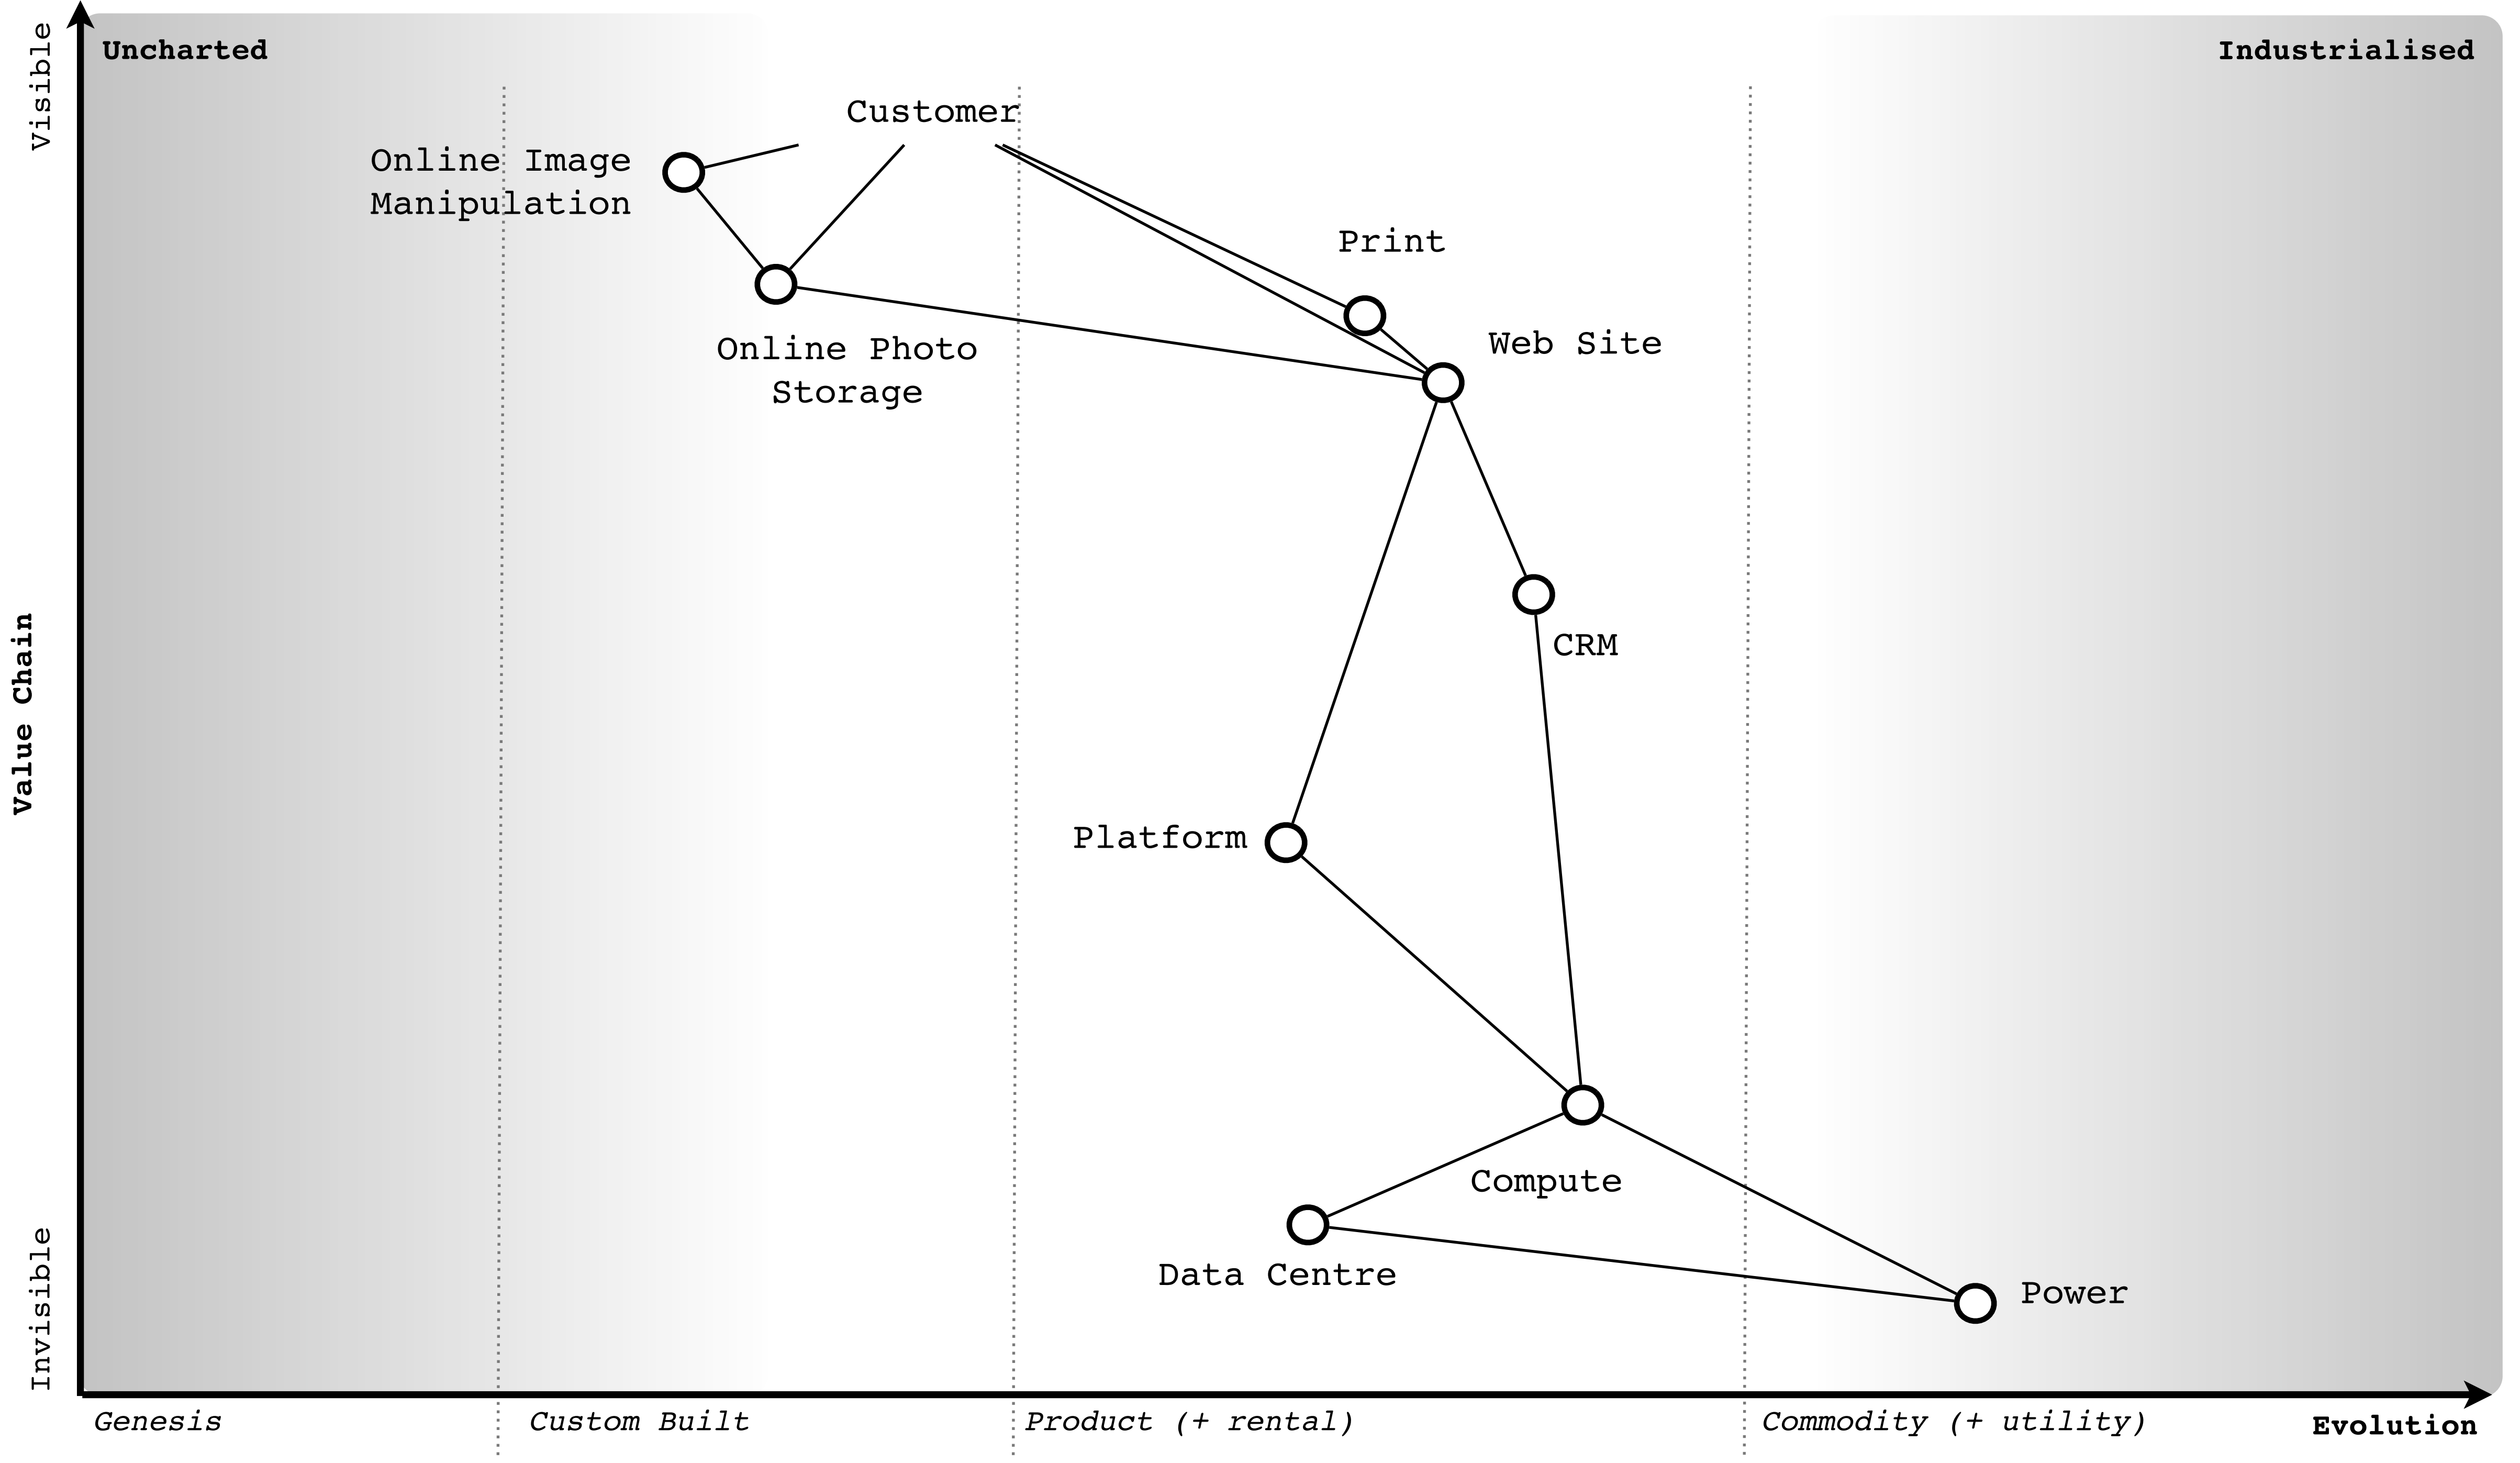 Visible
Uncharted
Industrialised
Customer
Online Image
Manipulation
Print
Web Site
Online Photo
Storage
Value Chain
CRM
Platform
Compute
Invisible
Data Centre
Power
Genesis
Custom Built
Product (+ rental)
Commodity (+ utility)
Evolution